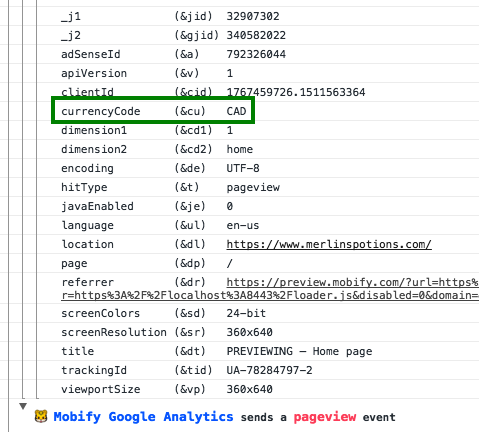 _j1 (&jid) 32907302
_j2 (&gjid) 340582022
adSenseId (&a) 792326044
apiVersion (&v) 1
clientId (&cid) 1767459726.1511563364
currencyCode (&cu) CAD
dimension1 (&cd1) 1
dimension2 (&cd2) home
encoding (&de) UTF-8
hitType (&t) pageview
javaEnabled (&je) 0
language (&ul) en-us
location (&dl) https://www.merlinspotions.com/
page (&dp) /
referrer (&dr) https://preview.mobify.com/?url=https%
r=https%3A%2F%2Flocalhost%3A8443%2Floader.js&disabled=0&domain=
screenColors (&sd) 24-bit
screenResolution (&sr) 360x640
title (&dt) PREVIEWING — Home page
trackingId (&tid) UA-78284797-2
viewportSize (&vp) 360x640
Mobify Google Analytics sends a pageview event